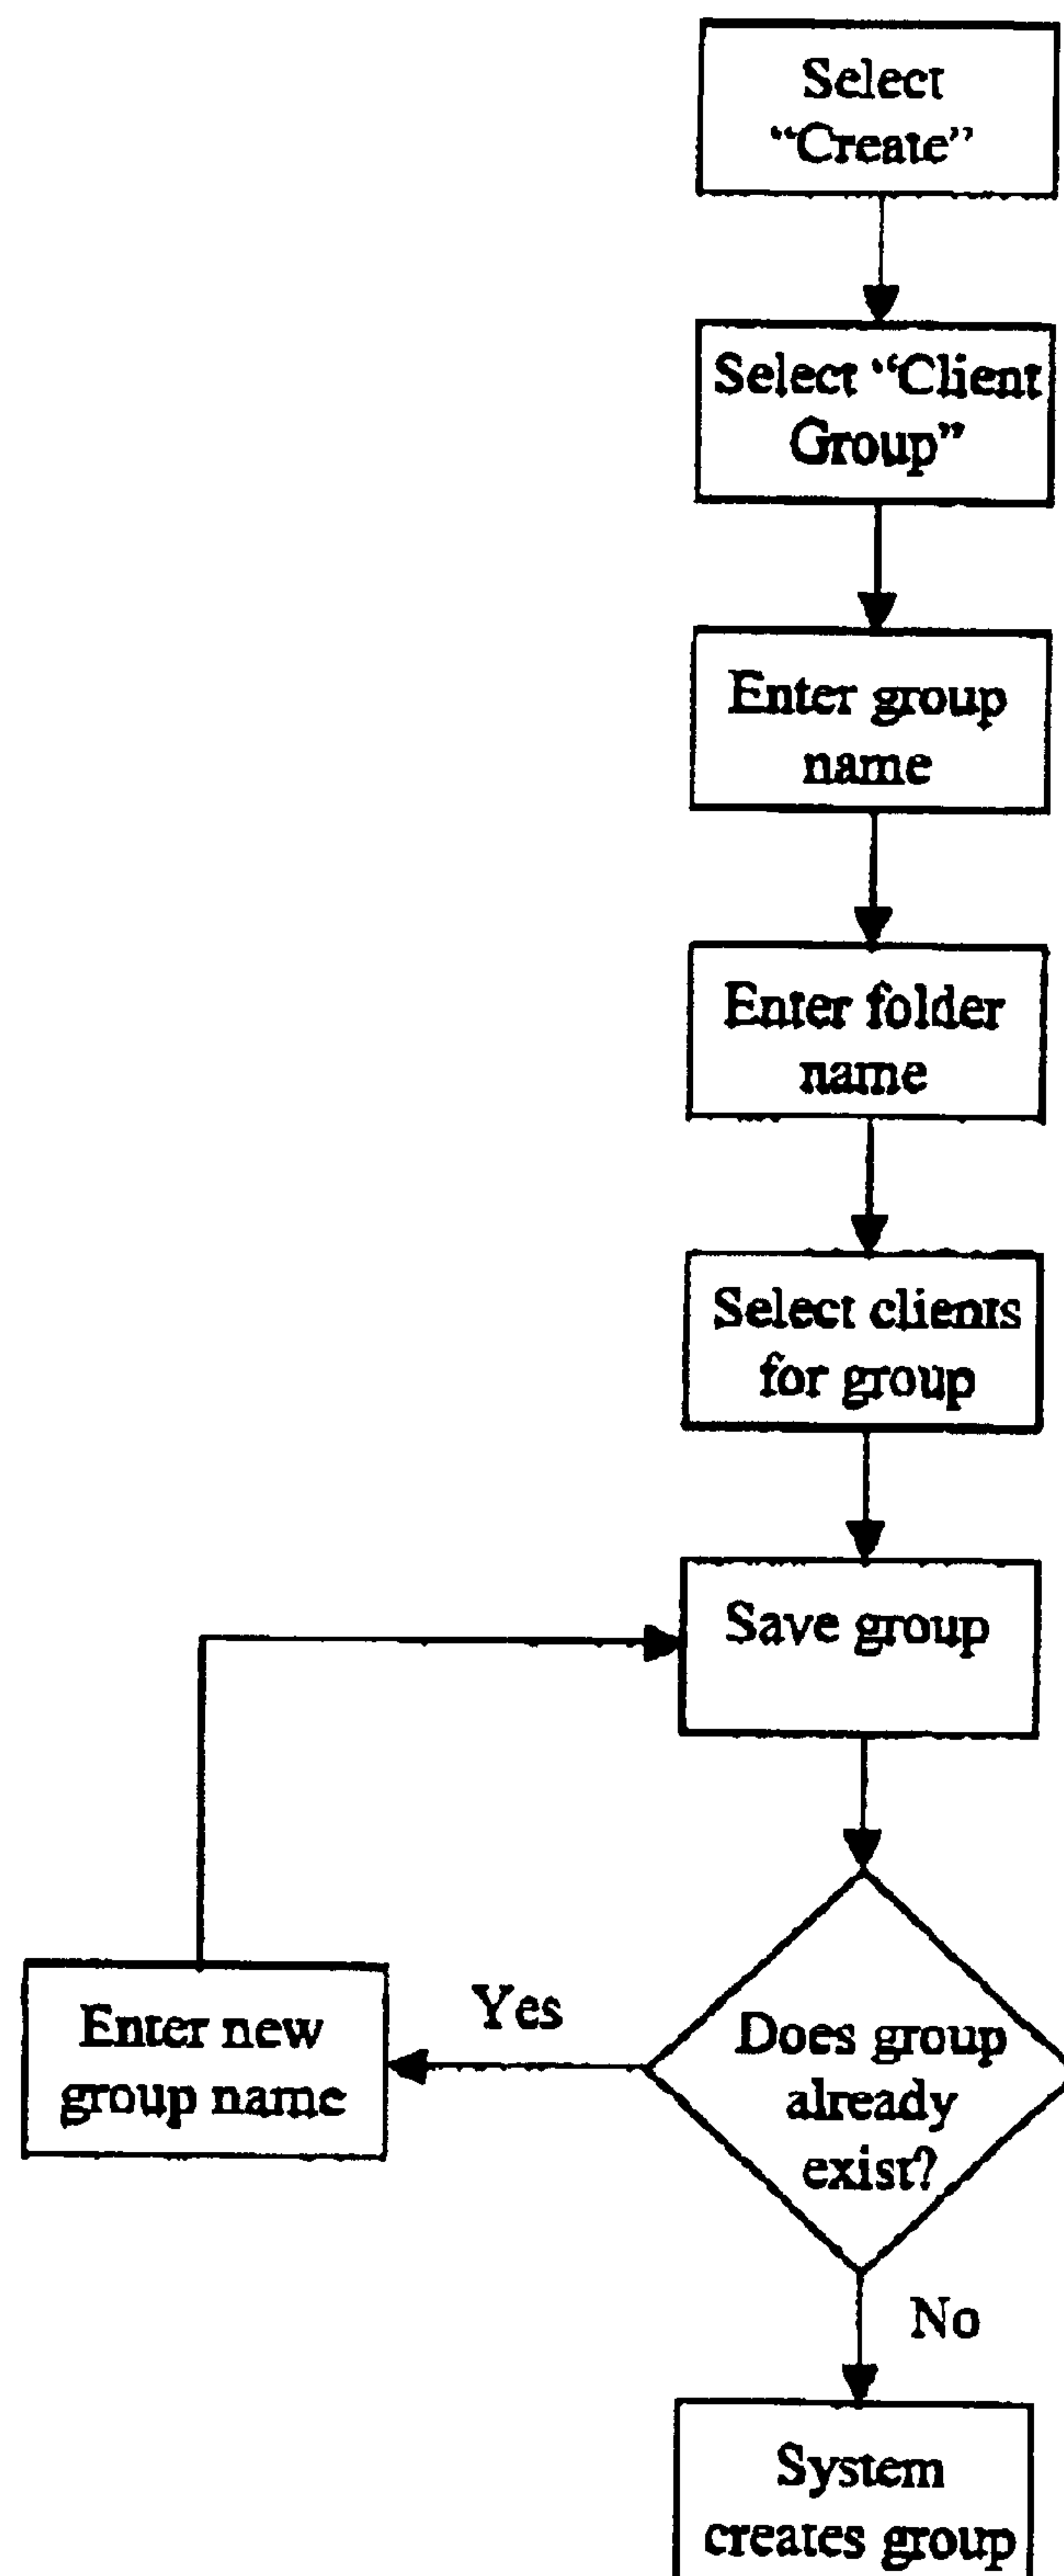 Select
“Create”
Select “Client
Group”
Enter group
name
Enter folder
name
Select clients
for group
Save group
Enter new
group name
Yes
Does group
already
exist?
No
System
creates group